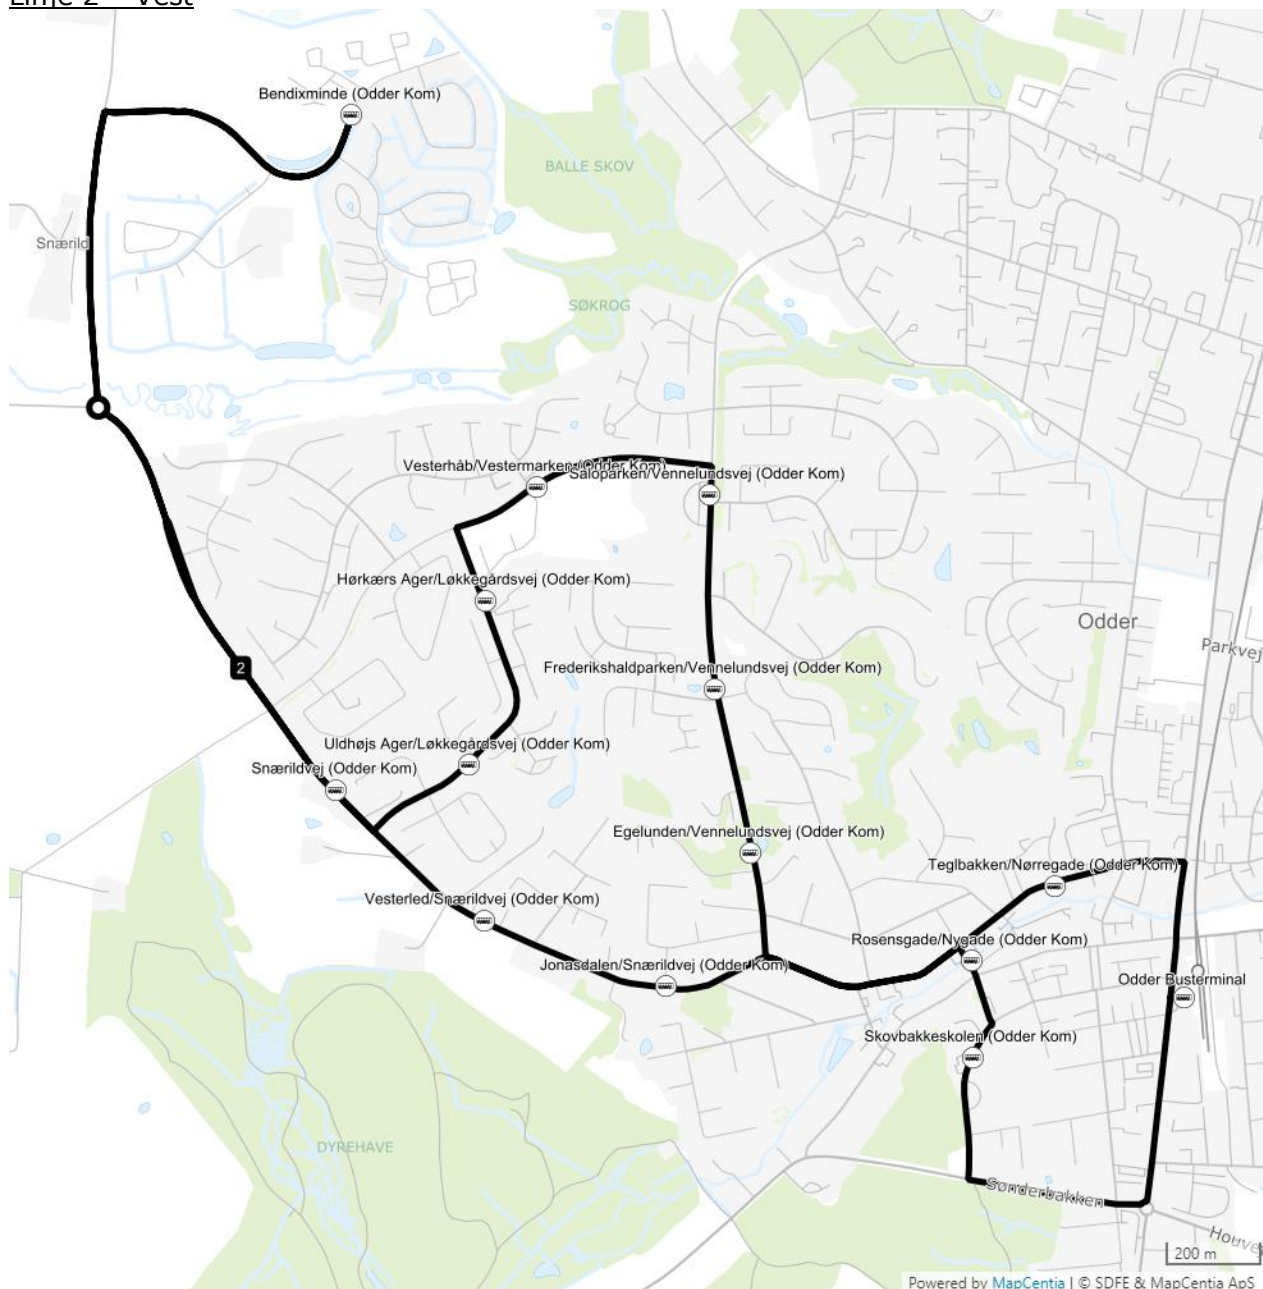 Linje 2 – Vest
Bendixminde (Odder Kom)
BALLE SKOV
Snærild
SØKROG
Vesterhåb/Vestermarken (Odder Kom)
Saloparken/Vennelundsvej (Odder Kom)
Hørkærs Ager/Løkkegårdsvej (Odder Kom)
Odder
Parkvej
2
Frederikshaldparken/Vennelundsvej (Odder Kom)
Uldhøjs Ager/Løkkegårdsvej (Odder Kom)
Snærildvej (Odder Kom)
Egelunden/Vennelundsvej (Odder Kom)
Teglbakken/Nørregade (Odder Kom)
Vesterled/Snærildvej (Odder Kom)
Rosensgade/Nygade (Odder Kom)
Jonasdalen/Snærildvej (Odder Kom)
Odder Busterminal
Skovbakkeskolen (Odder Kom)
DYREHAVE
Sønderbakken
Houve
200 m
Powered by MapCentia | © SDFE & MapCentia ApS